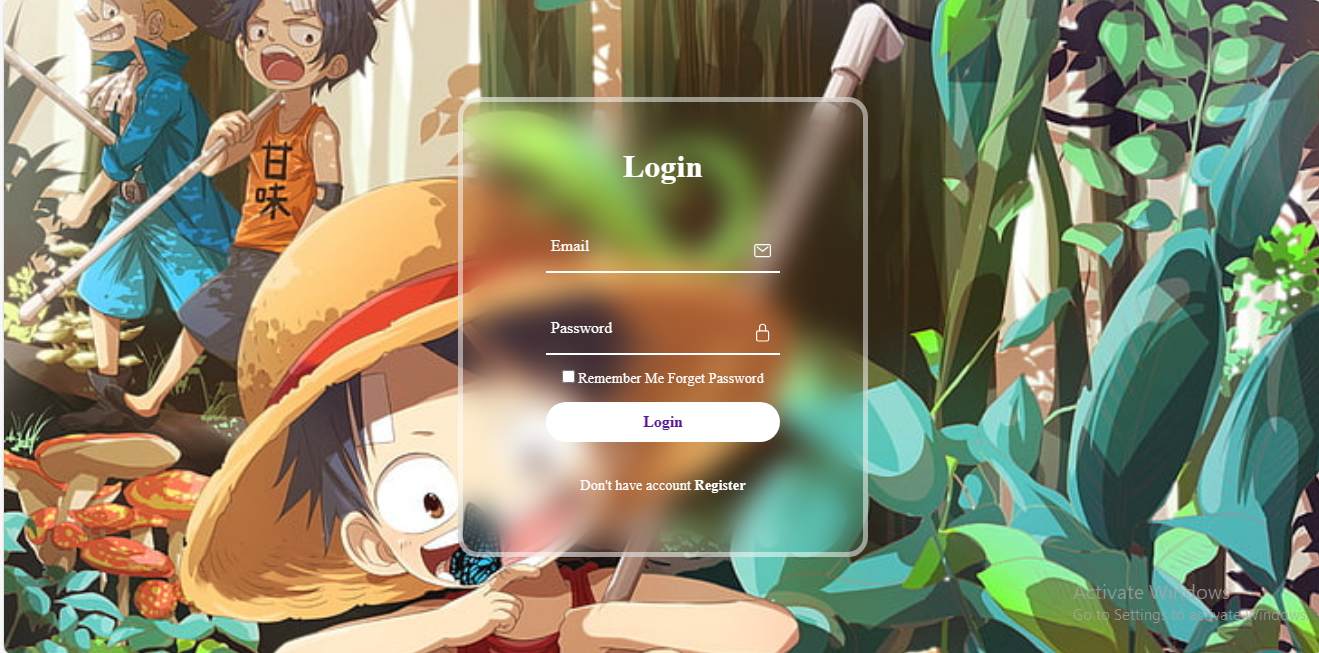 甘
味
Login
Email
Password
Remember Me Forget Password
Login
Don't have account Register
Activate Windows
Go to Settings to activate Windows.